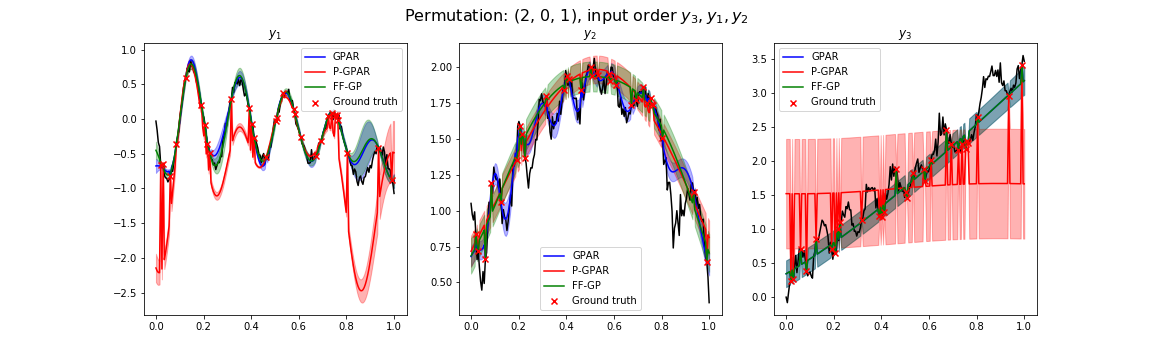 Permutation: (2, 0, 1), input order y₃, y₁, y₂
y₁
1.0
0.5
0.0
−0.5
−1.0
−1.5
−2.0
−2.5
0.0 0.2 0.4 0.6 0.8 1.0
GPAR
P-GPAR
FF-GP
Ground truth
y₂
2.00
1.75
1.50
1.25
1.00
0.75
0.50
0.0 0.2 0.4 0.6 0.8 1.0
GPAR
P-GPAR
FF-GP
Ground truth
y₃
3.5
3.0
2.5
2.0
1.5
1.0
0.5
0.0
0.0 0.2 0.4 0.6 0.8 1.0
GPAR
P-GPAR
FF-GP
Ground truth